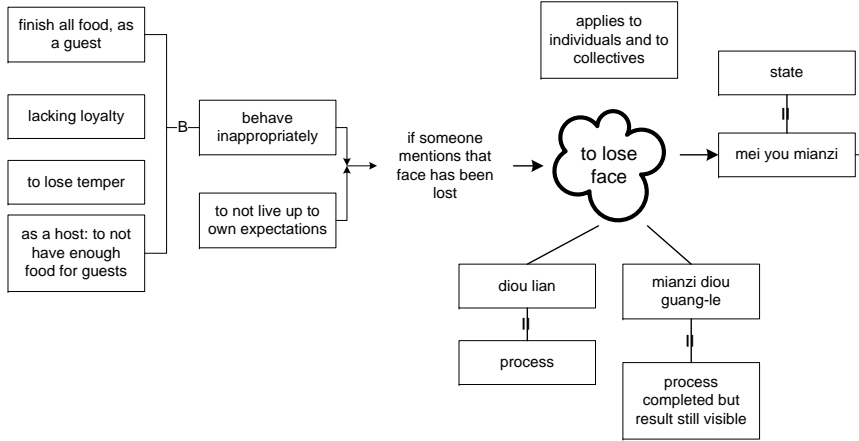 finish all food, as
a guest
lacking loyalty
to lose temper
as a host: to not
have enough
food for guests
B
behave
inappropriately
to not live up to
own expectations
if someone
mentions that
face has been
lost
applies to
individuals and to
collectives
to lose
face
state
II
mei you mianzi
diou lian
II
process
mianzi diou
guang-le
II
process
completed but
result still visible